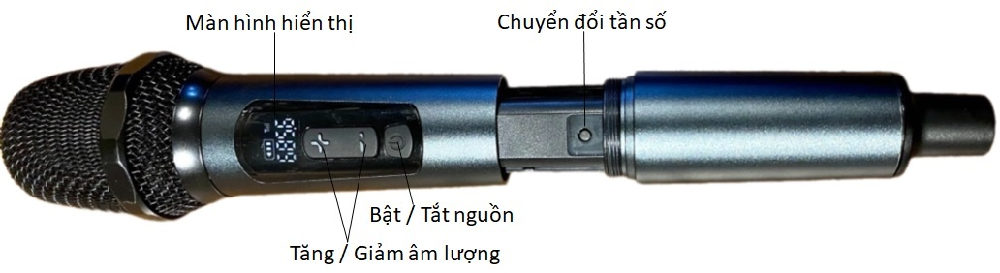 Màn hình hiển thị
Chuyển đổi tần số
Bật / Tắt nguồn
Tăng / Giảm âm lượng